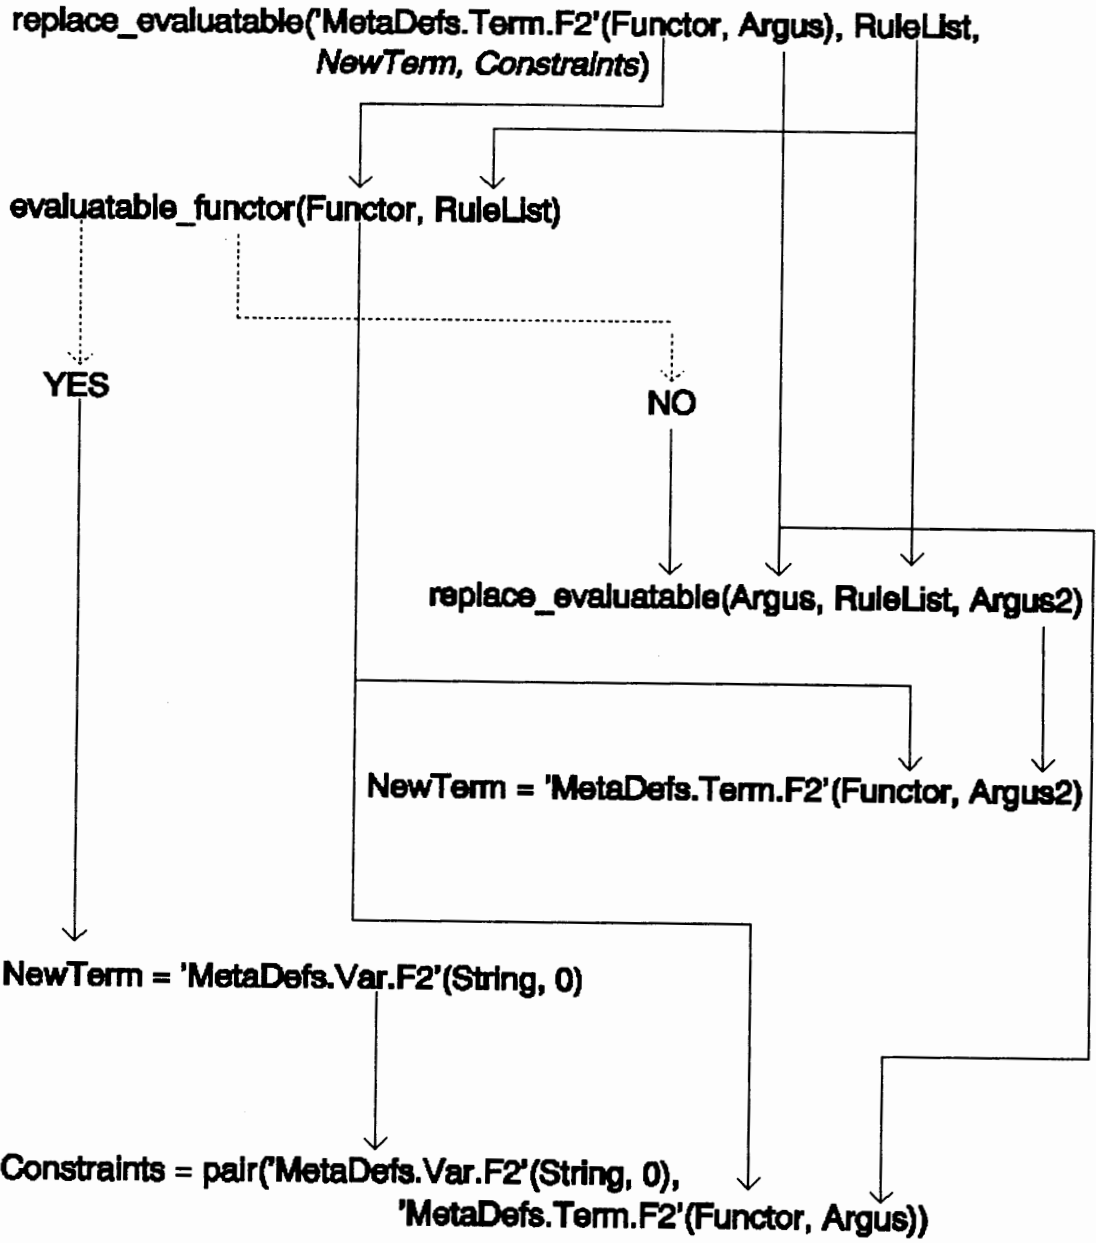 replace_evaluatable('MetaDefs.Term.F2'(Functor, Argus), RuleList,
NewTerm, Constraints)
evaluatable_functor(Functor, RuleList)
YES
NO
replace_evaluatable(Argus, RuleList, Argus2)
NewTerm = 'MetaDefs.Term.F2'(Functor, Argus2)
NewTerm = 'MetaDefs.Var.F2'(String, 0)
Constraints = pair('MetaDefs.Var.F2'(String, 0),
'MetaDefs.Term.F2'(Functor, Argus))